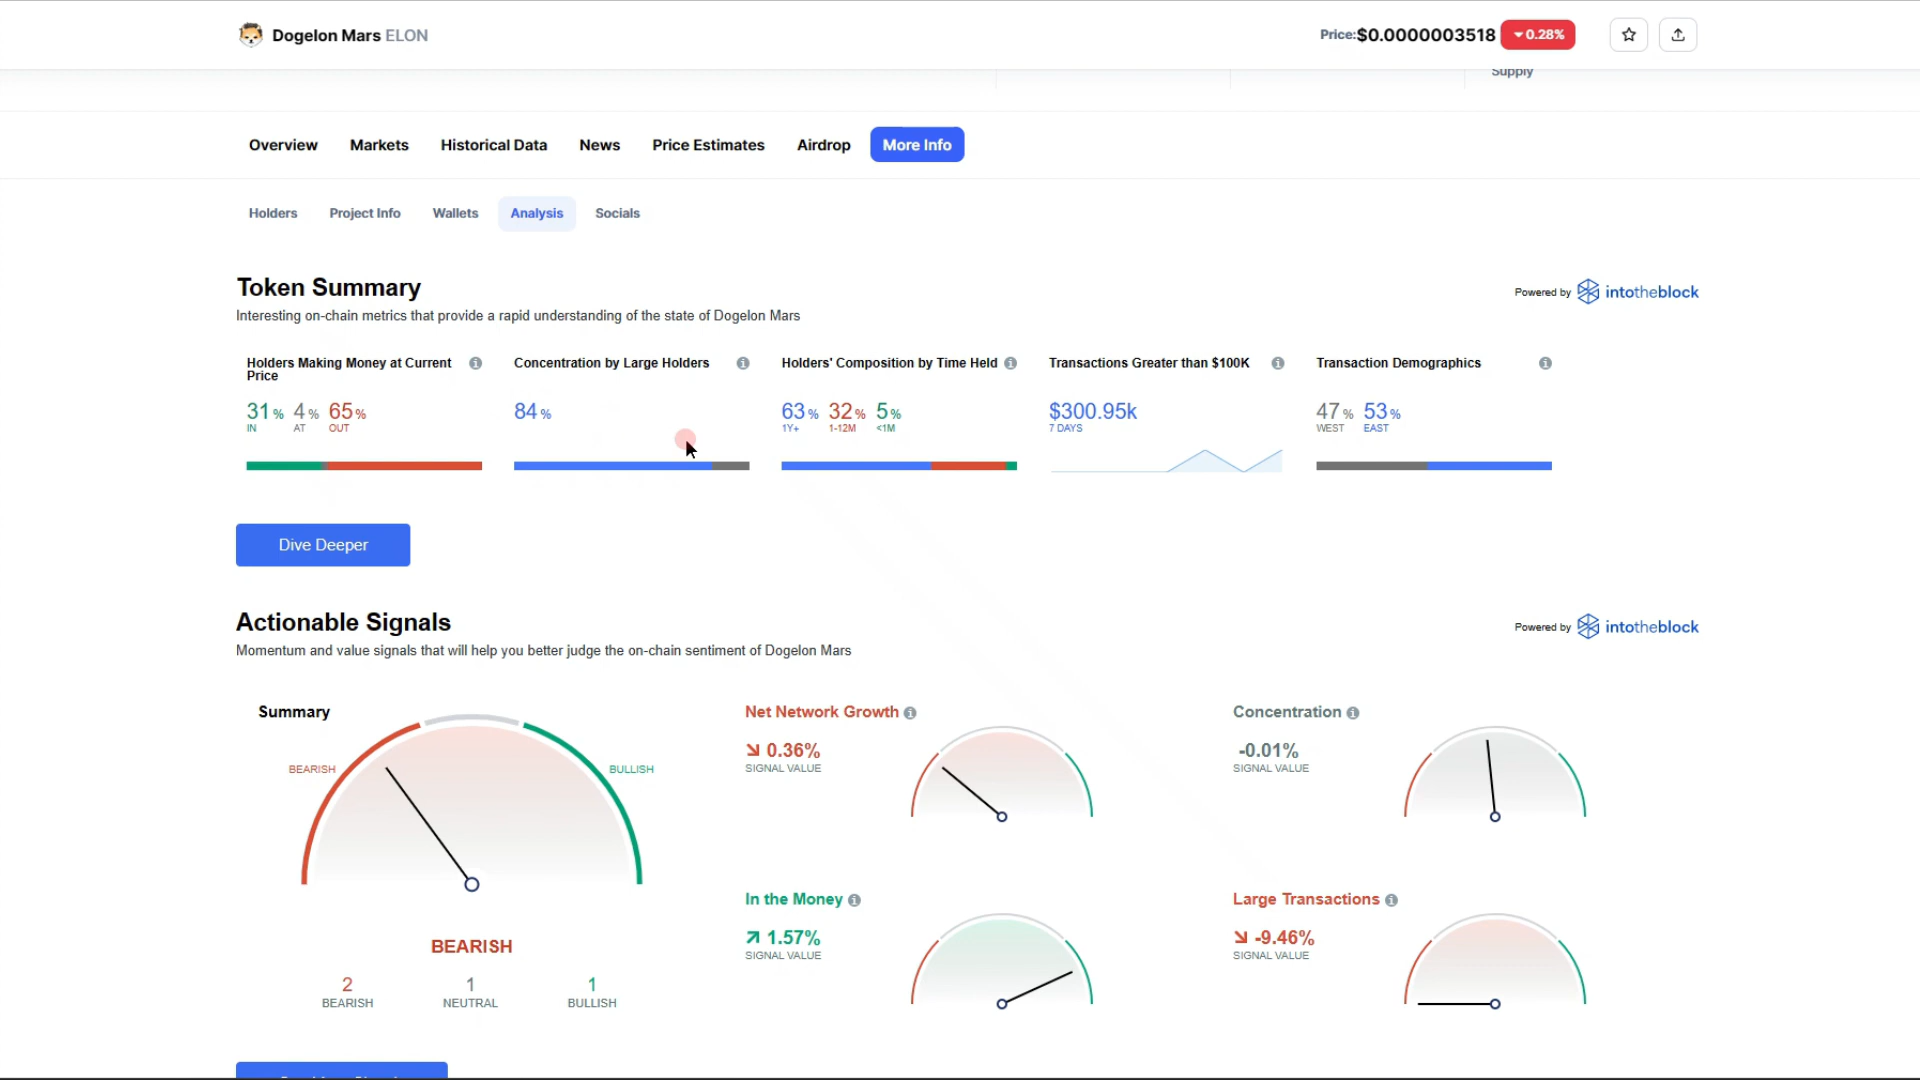 Dogelon Mars ELON
Price:$0.0000003518 0.28%
Supply
Overview Markets Historical Data News Price Estimates Airdrop More Info
Holders Project Info Wallets Analysis Socials
Token Summary
Powered by intotheblock
Interesting on-chain metrics that provide a rapid understanding of the state of Dogelon Mars
Holders Making Money at Current
Price
31% 4% 65%
IN AT OUT
Concentration by Large Holders
84%
Holders' Composition by Time Held
63% 32% 5%
1Y+ 1-12M <1M
Transactions Greater than $100K
$300.95k
7 DAYS
Transaction Demographics
47% 53%
WEST EAST
Dive Deeper
Actionable Signals
Powered by intotheblock
Momentum and value signals that will help you better judge the on-chain sentiment of Dogelon Mars
Summary
BEARISH BULLISH
BEARISH
2 1 1
BEARISH NEUTRAL BULLISH
Net Network Growth
0.36%
SIGNAL VALUE
Concentration
-0.01%
SIGNAL VALUE
In the Money
1.57%
SIGNAL VALUE
Large Transactions
-9.46%
SIGNAL VALUE